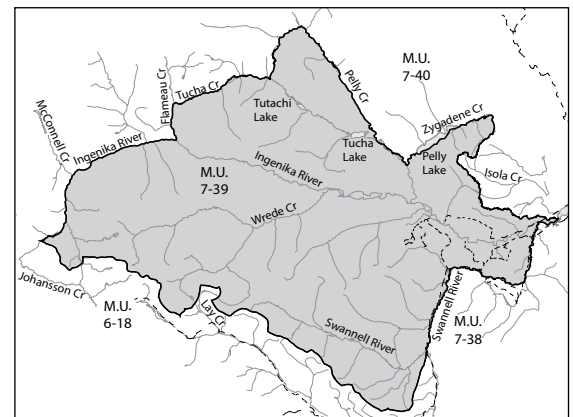 M.U.
7-40
Pelly Cr
Flameau Cr
Tucha Cr
Tutachi
Lake
McConnell Cr
Zygadene Cr
Ingenika River
Tucha
Lake
Pelly
Lake
Isola Cr
Ingenika River
M.U.
7-39
Wrede Cr
Johansson Cr
M.U.
6-18
Lay Cr
Swannell River
Swannell River
M.U.
7-38